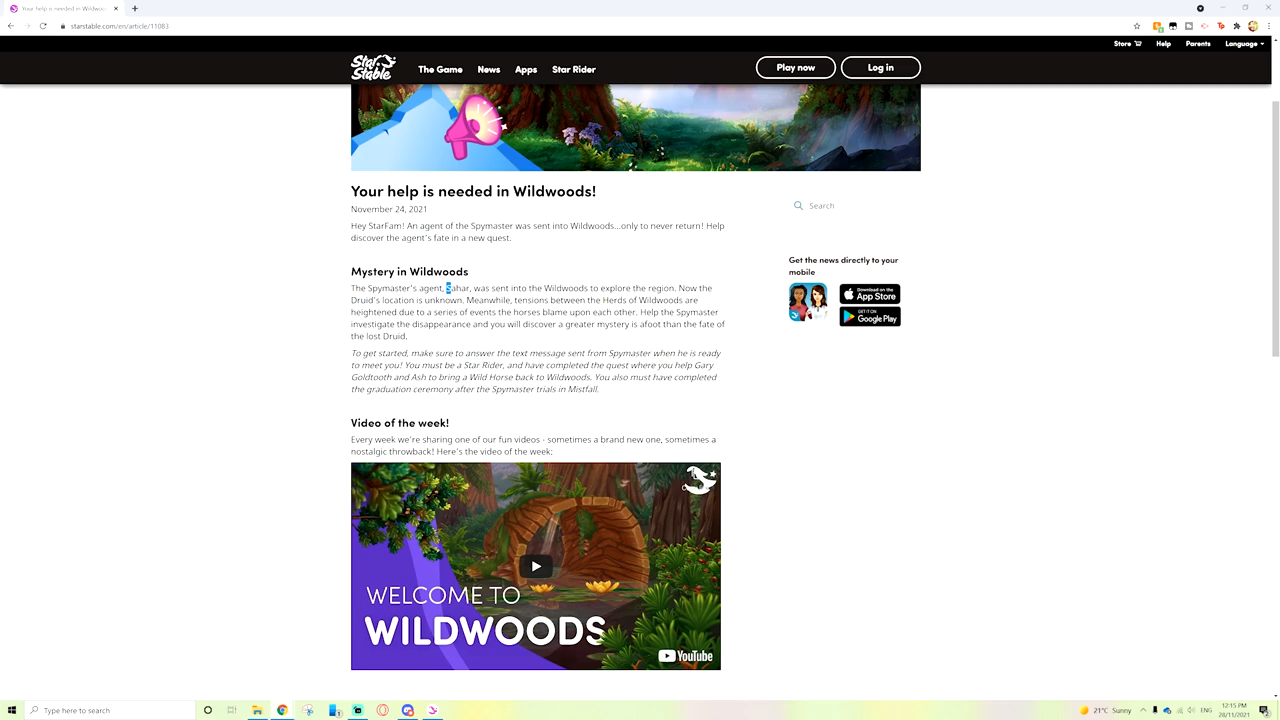 Your help is needed in Wildwoo
starstable.com/en/article/11083
Store
Help
Parents
Language
Star Stable
The Game
News
Apps
Star Rider
Play now
Log in
Your help is needed in Wildwoods!
November 24, 2021
Hey StarFam! An agent of the Spymaster was sent into Wildwoods...only to never return! Help
discover the agent's fate in a new quest.
Search
Get the news directly to your
mobile
Download on the
App Store
GET IT ON
Google Play
Mystery in Wildwoods
The Spymaster's agent, Sahar, was sent into the Wildwoods to explore the region. Now the
Druid's location is unknown. Meanwhile, tensions between the Herds of Wildwoods are
heightened due to a series of events the horses blame upon each other. Help the Spymaster
investigate the disappearance and you will discover a greater mystery is afoot than the fate of
the lost Druid.
To get started, make sure to answer the text message sent from Spymaster when he is ready
to meet you! You must be a Star Rider, and have completed the quest where you help Gary
Goldtooth and Ash to bring a Wild Horse back to Wildwoods. You also must have completed
the graduation ceremony after the Spymaster trials in Mistfall.
Video of the week!
Every week we're sharing one of our fun videos - sometimes a brand new one, sometimes a
nostalgic throwback! Here's the video of the week:
WELCOME TO
WILDWOODS
YouTube
Type here to search
21°C Sunny
ENG
12:15 PM
28/11/2021